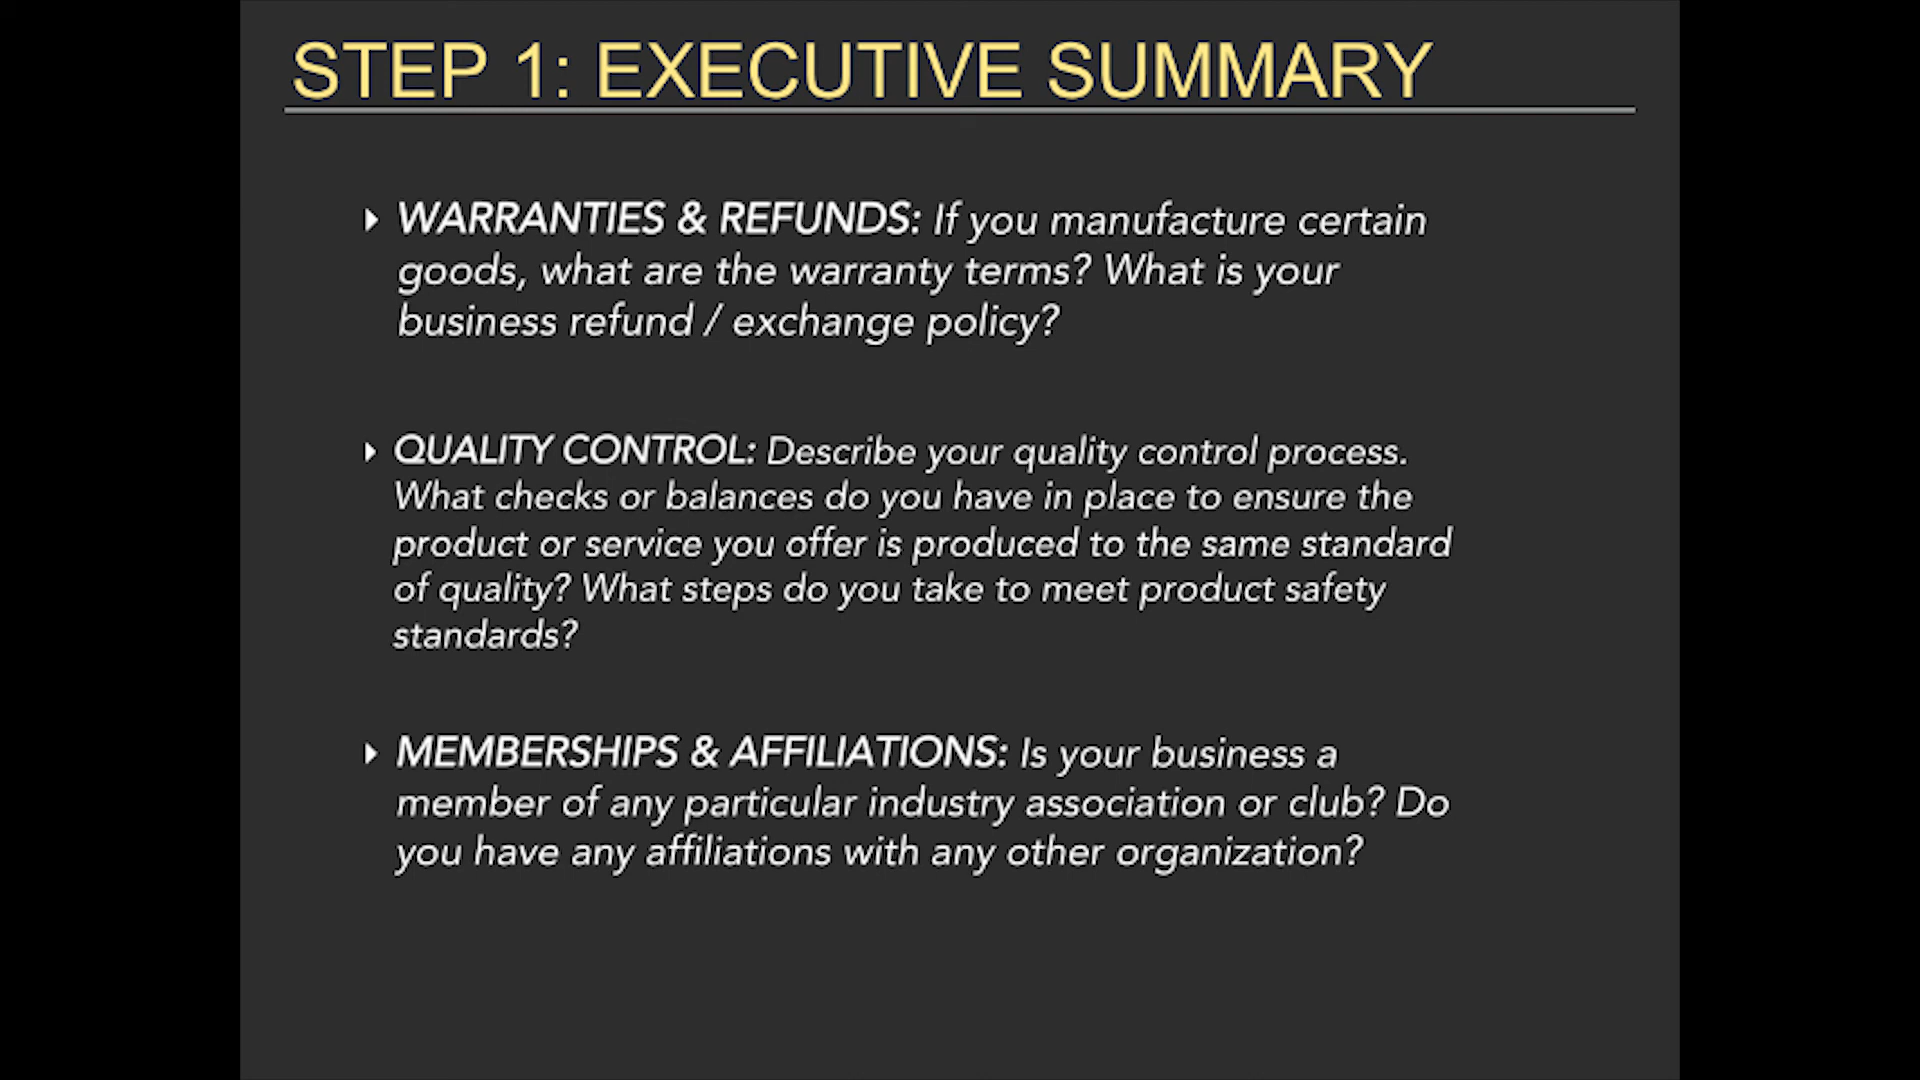 STEP 1: EXECUTIVE SUMMARY
WARRANTIES & REFUNDS: If you manufacture certain
goods, what are the warranty terms? What is your
business refund / exchange policy?
QUALITY CONTROL: Describe your quality control process.
What checks or balances do you have in place to ensure the
product or service you offer is produced to the same standard
of quality? What steps do you take to meet product safety
standards?
MEMBERSHIPS & AFFILIATIONS: Is your business a
member of any particular industry association or club? Do
you have any affiliations with any other organization?